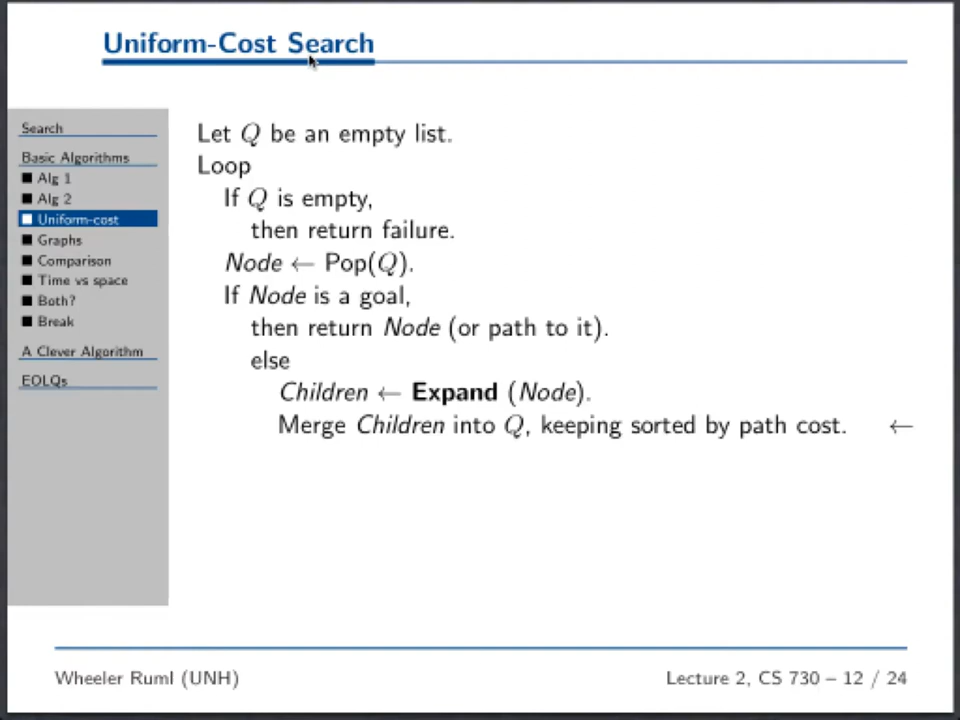 Uniform-Cost Search
Search
Basic Algorithms
■ Alg 1
■ Alg 2
■ Uniform-cost
■ Graphs
■ Comparison
■ Time vs space
■ Both?
■ Break
A Clever Algorithm
EOLQs
Let Q be an empty list.
Loop
If Q is empty,
then return failure.
Node ← Pop(Q).
If Node is a goal,
then return Node (or path to it).
else
Children ← Expand (Node).
Merge Children into Q, keeping sorted by path cost. ←
Wheeler Ruml (UNH)
Lecture 2, CS 730 – 12 / 24